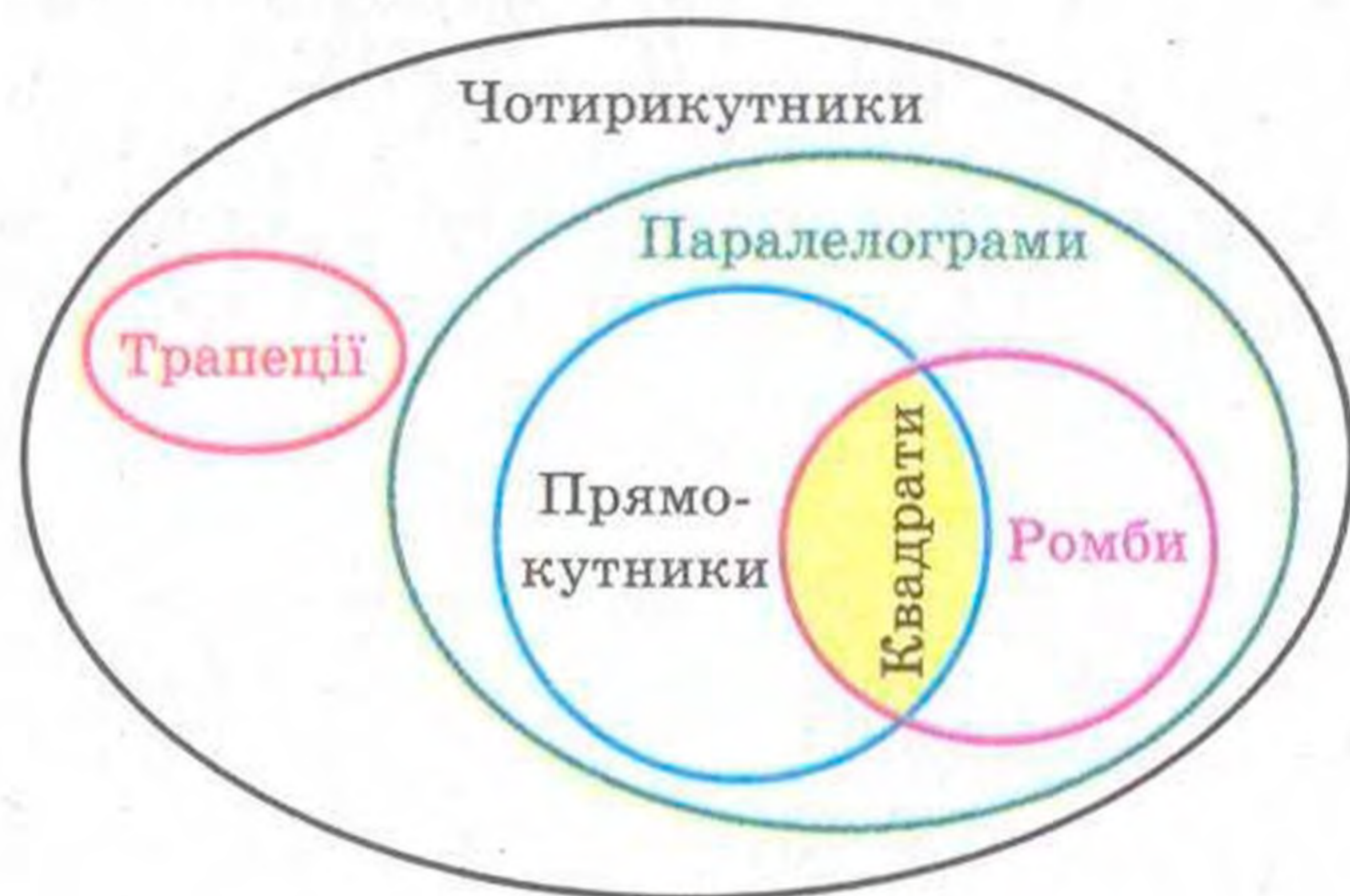 Чотирикутники
Паралелограми
Трапеції
Прямо-
кутники
Квадрати
Ромби